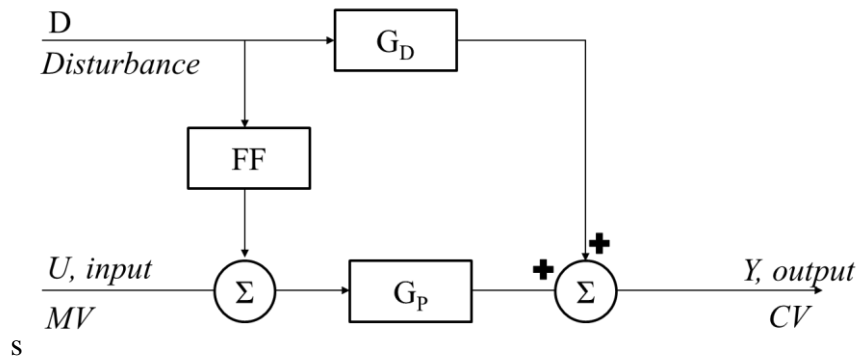 D
G_D
Disturbance
FF
✚
✚
U, input
Y, output
Σ
G_P
Σ
MV
CV
s